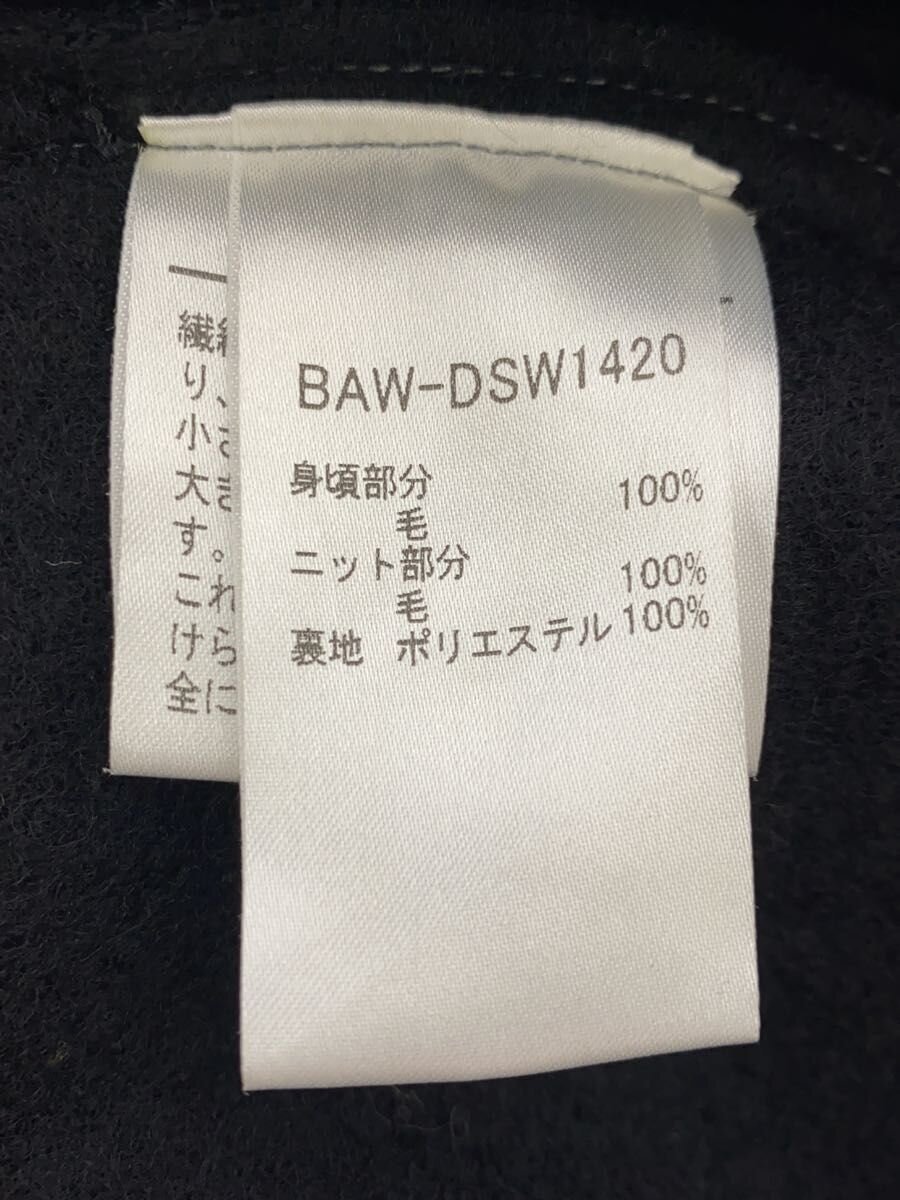 BAW-DSW1420
身頃部分
毛 100%
ニット部分
毛 100%
裏地 ポリエステル 100%
繊
り、
小さ
大き
す。
これ
けら
全に